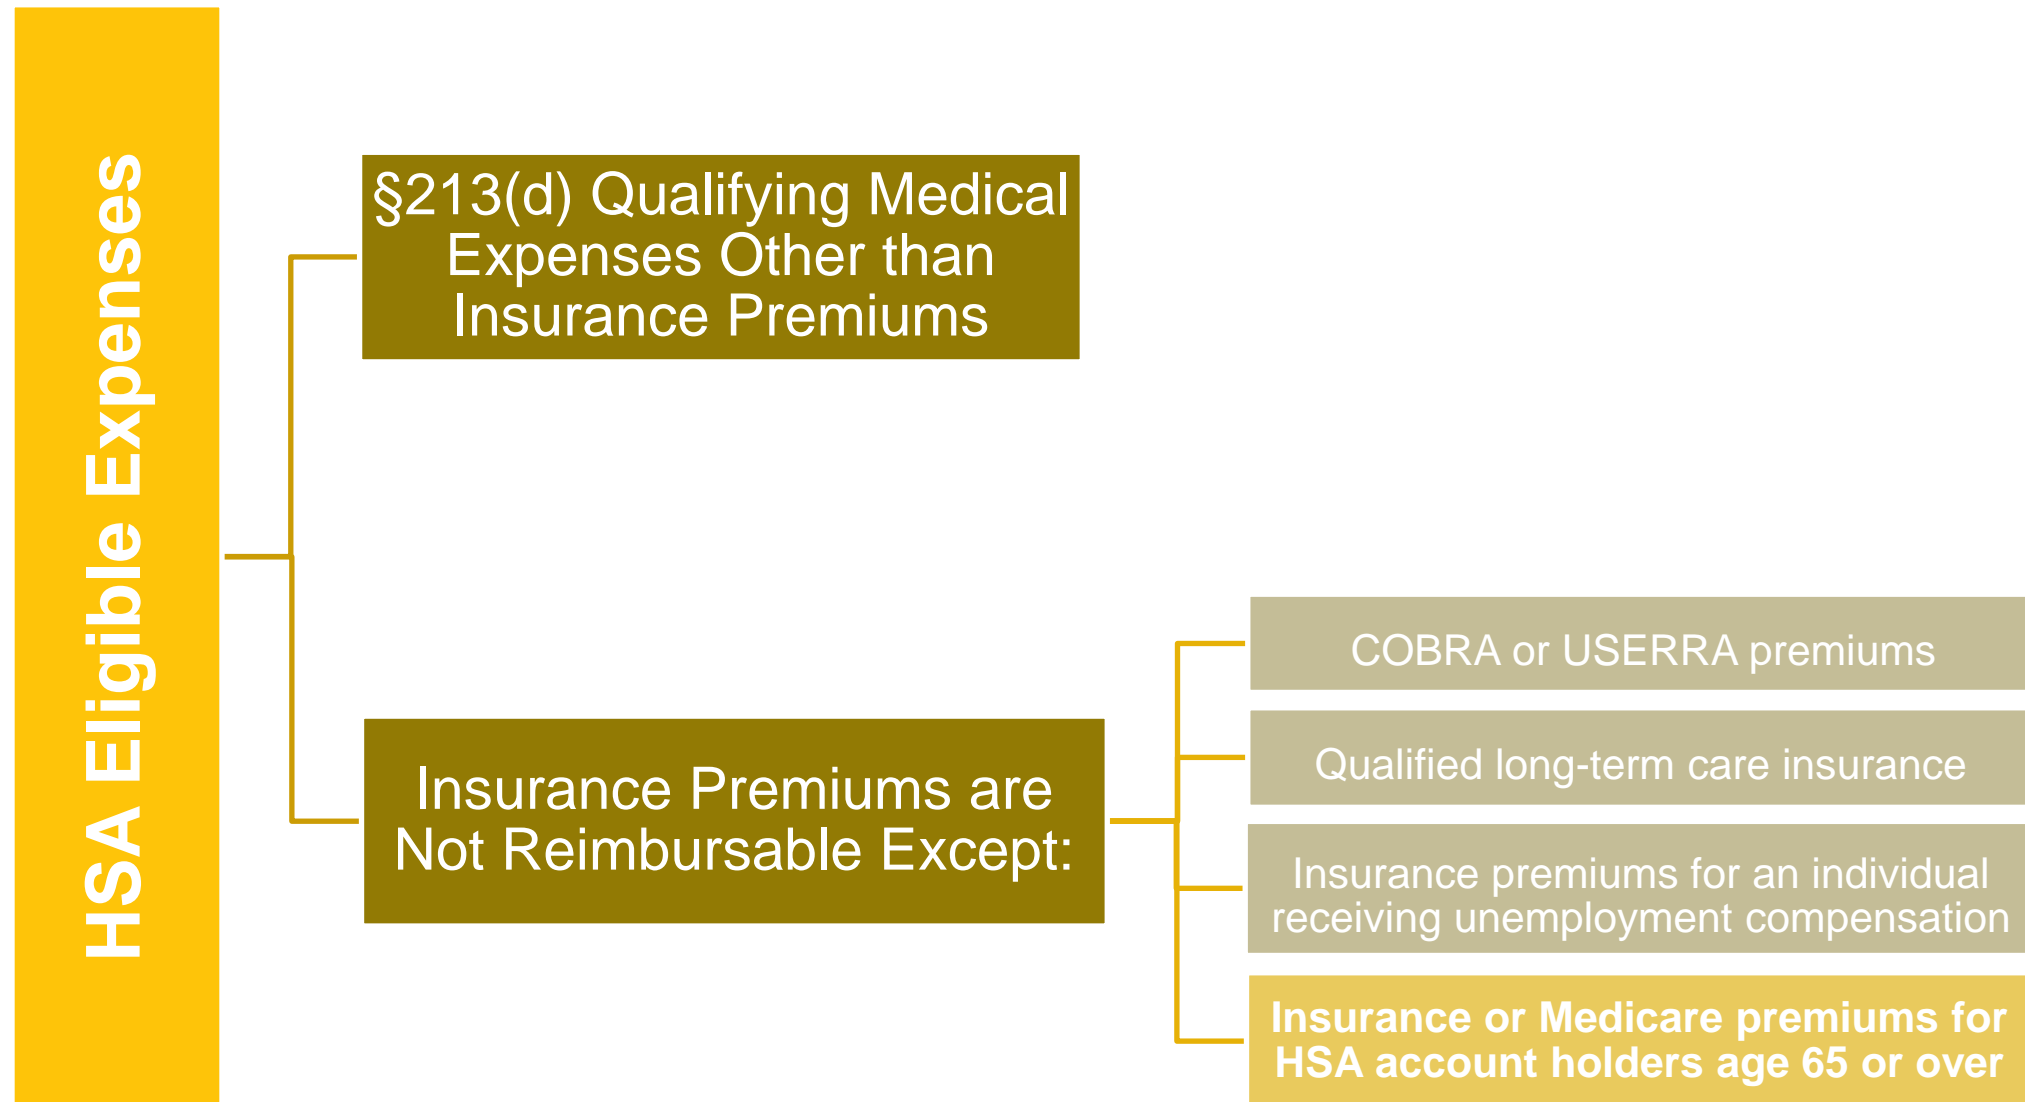 HSA Eligible Expenses
§213(d) Qualifying Medical
Expenses Other than
Insurance Premiums
Insurance Premiums are
Not Reimbursable Except:
COBRA or USERRA premiums
Qualified long-term care insurance
Insurance premiums for an individual
receiving unemployment compensation
Insurance or Medicare premiums for
HSA account holders age 65 or over